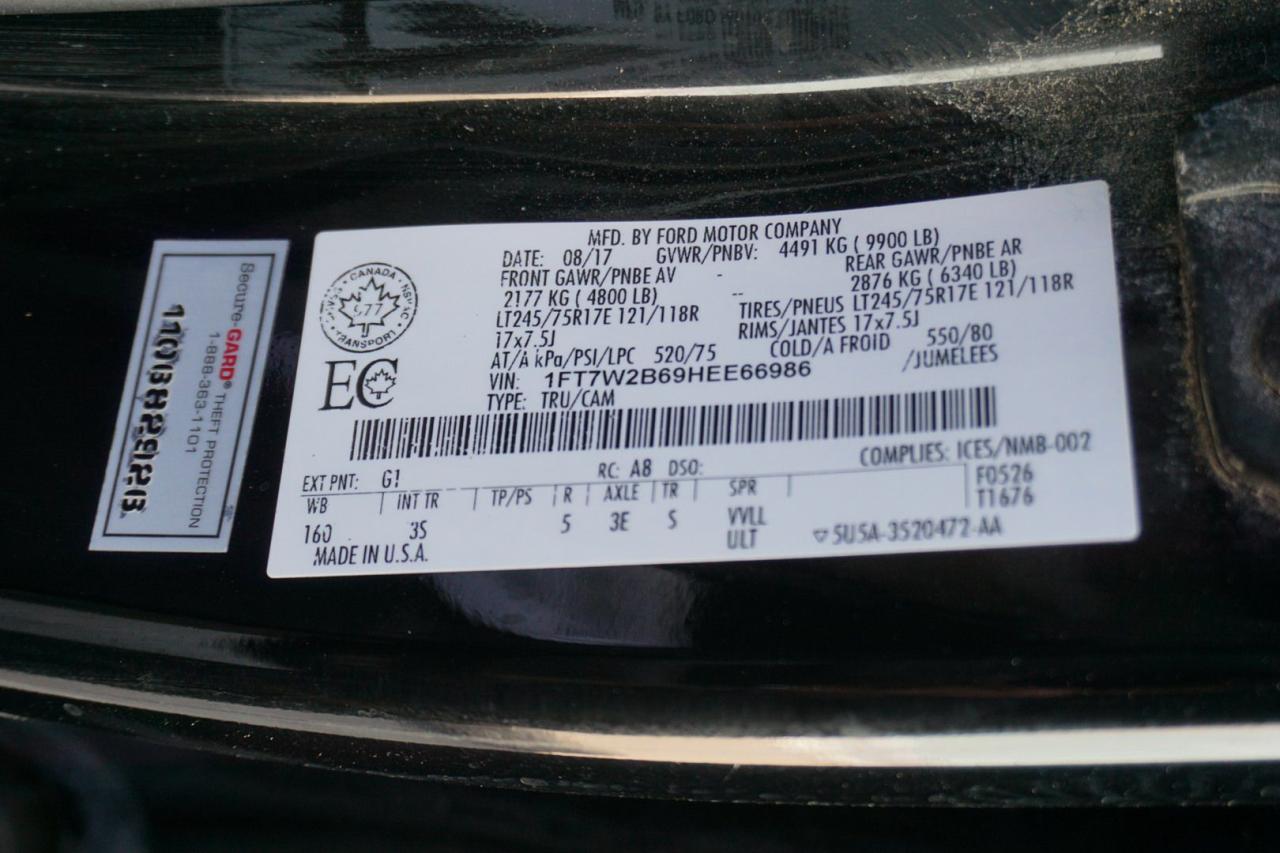 Secure-GARD® THEFT PROTECTION
1-888-363-1101
MFD. BY FORD MOTOR COMPANY
DATE: 08/17 GVWR/PNBV: 4491 KG ( 9900 LB)
FRONT GAWR/PNBE AV - REAR GAWR/PNBE AR
2177 KG ( 4800 LB) -- 2876 KG ( 6340 LB)
LT245/75R17E 121/118R TIRES/PNEUS LT245/75R17E 121/118R
17x7.5J RIMS/JANTES 17x7.5J
AT/A kPa/PSI/LPC 520/75 COLD/A FROID 550/80
VIN: 1FT7W2B69HEE66986 /JUMELEES
TYPE: TRU/CAM
CANADA
TRANSPORT
EC
COMPLIES: ICES/NMB-002
EXT PNT: G1 RC: A8 DSO:
F0526
WB INT TR TP/PS R AXLE TR SPR
T1676
160 3S 5 3E S VVLL
ULT
5U5A-3520472-AA
MADE IN U.S.A.